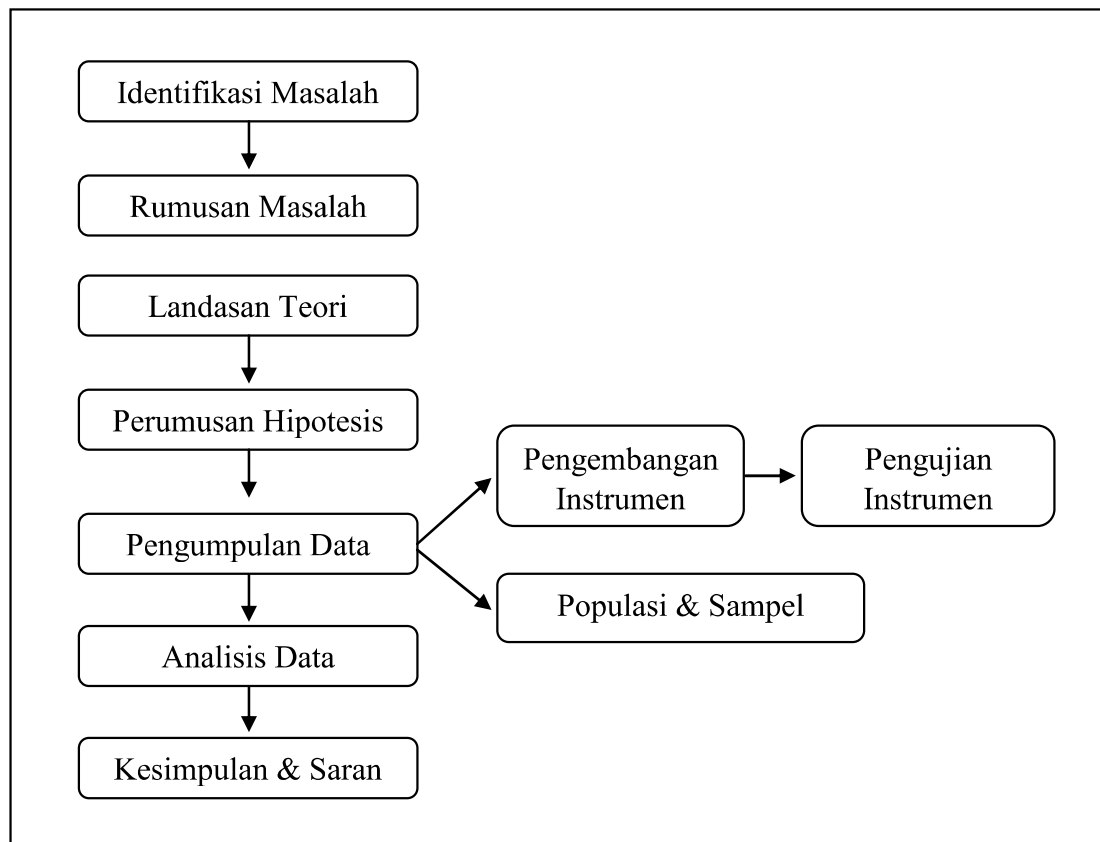 Identifikasi Masalah
Rumusan Masalah
Landasan Teori
Perumusan Hipotesis
Pengumpulan Data
Pengembangan
Instrumen
Pengujian
Instrumen
Populasi & Sampel
Analisis Data
Kesimpulan & Saran